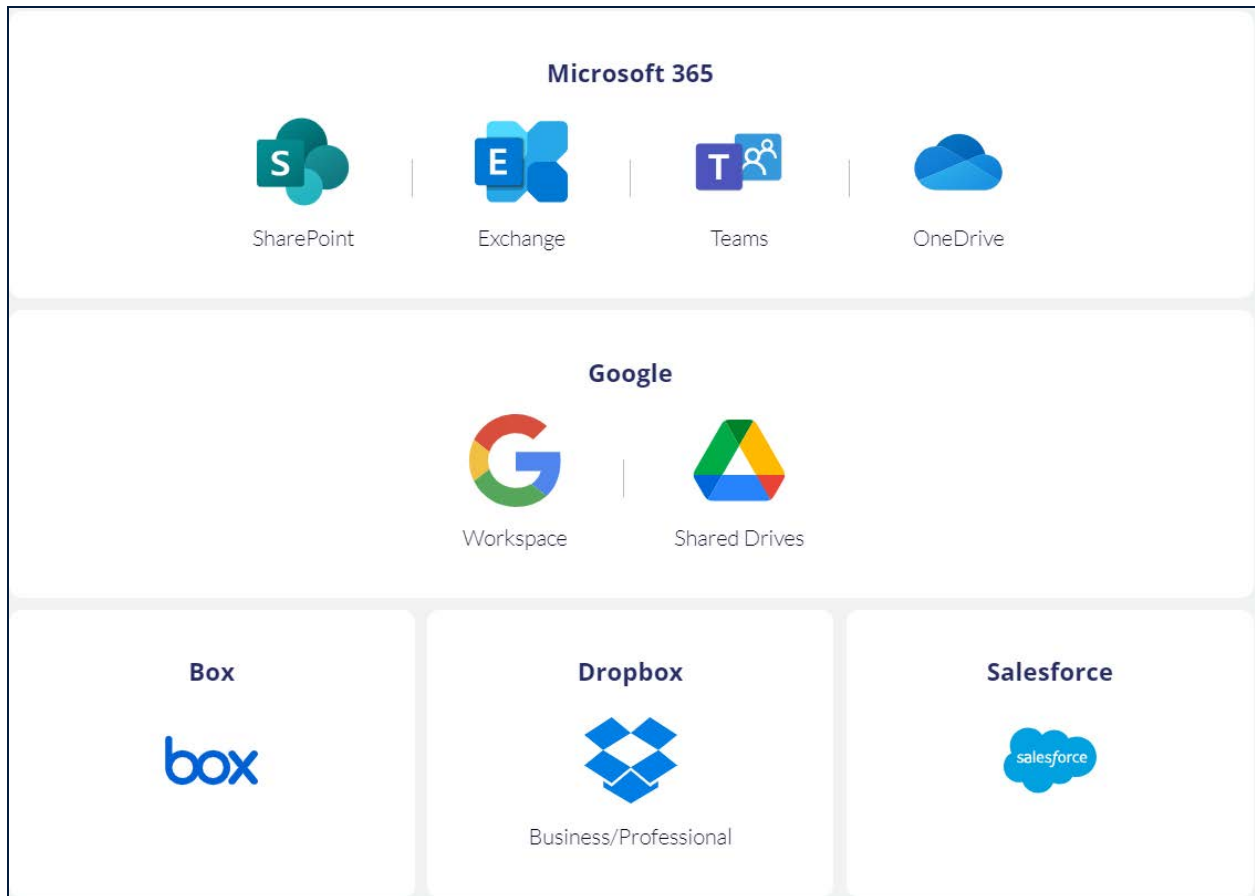 Microsoft 365
S
E
T
SharePoint
Exchange
Teams
OneDrive
Google
G
Workspace
Shared Drives
Box
box
Dropbox
Business/Professional
Salesforce
salesforce